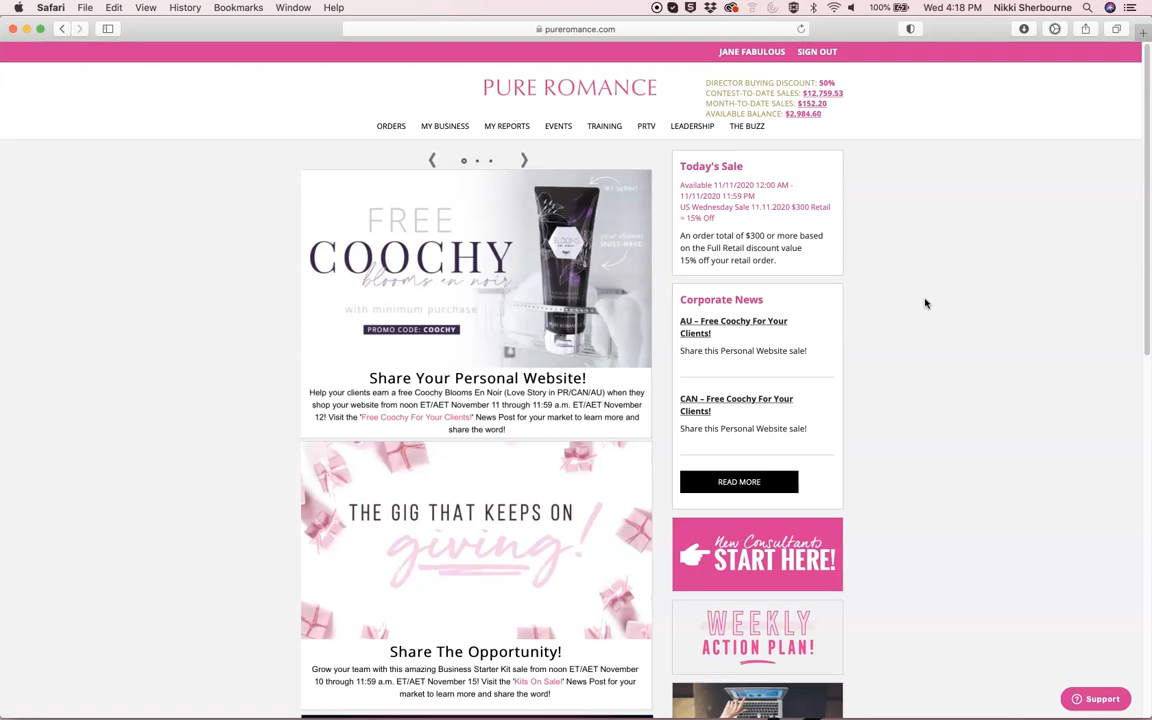 Safari File Edit View History Bookmarks Window Help 100% Wed 4:18 PM Nikki Sherbourne
pureromance.com
JANE FABULOUS SIGN OUT
PURE ROMANCE
DIRECTOR BUYING DISCOUNT: 50%
CONTEST-TO-DATE SALES: $12,759.53
MONTH-TO-DATE SALES: $152.20
AVAILABLE BALANCE: $2,984.60
ORDERS MY BUSINESS MY REPORTS EVENTS TRAINING PRTV LEADERSHIP THE BUZZ
FREE
COOCHY
blooms en noir
with minimum purchase
PROMO CODE: COOCHY
your shower
MUST-HAVE
Share Your Personal Website!
Help your clients earn a free Coochy Blooms En Noir (Love Story in PR/CAN/AU) when they
shop your website from noon ET/AET November 11 through 11:59 a.m. ET/AET November
12! Visit the 'Free Coochy For Your Clients!' News Post for your market to learn more and
share the word!
THE GIG THAT KEEPS ON
giving!
Share The Opportunity!
Grow your team with this amazing Business Starter Kit sale from noon ET/AET November
10 through 11:59 a.m. ET/AET November 15! Visit the 'Kits On Sale!' News Post for your
market to learn more and share the word!
Today's Sale
Available 11/11/2020 12:00 AM -
11/11/2020 11:59 PM
US Wednesday Sale 11.11.2020 $300 Retail
= 15% Off
An order total of $300 or more based
on the Full Retail discount value
15% off your retail order.
Corporate News
AU – Free Coochy For Your
Clients!
Share this Personal Website sale!
CAN – Free Coochy For Your
Clients!
Share this Personal Website sale!
READ MORE
New Consultants
START HERE!
WEEKLY
ACTION PLAN!
Support